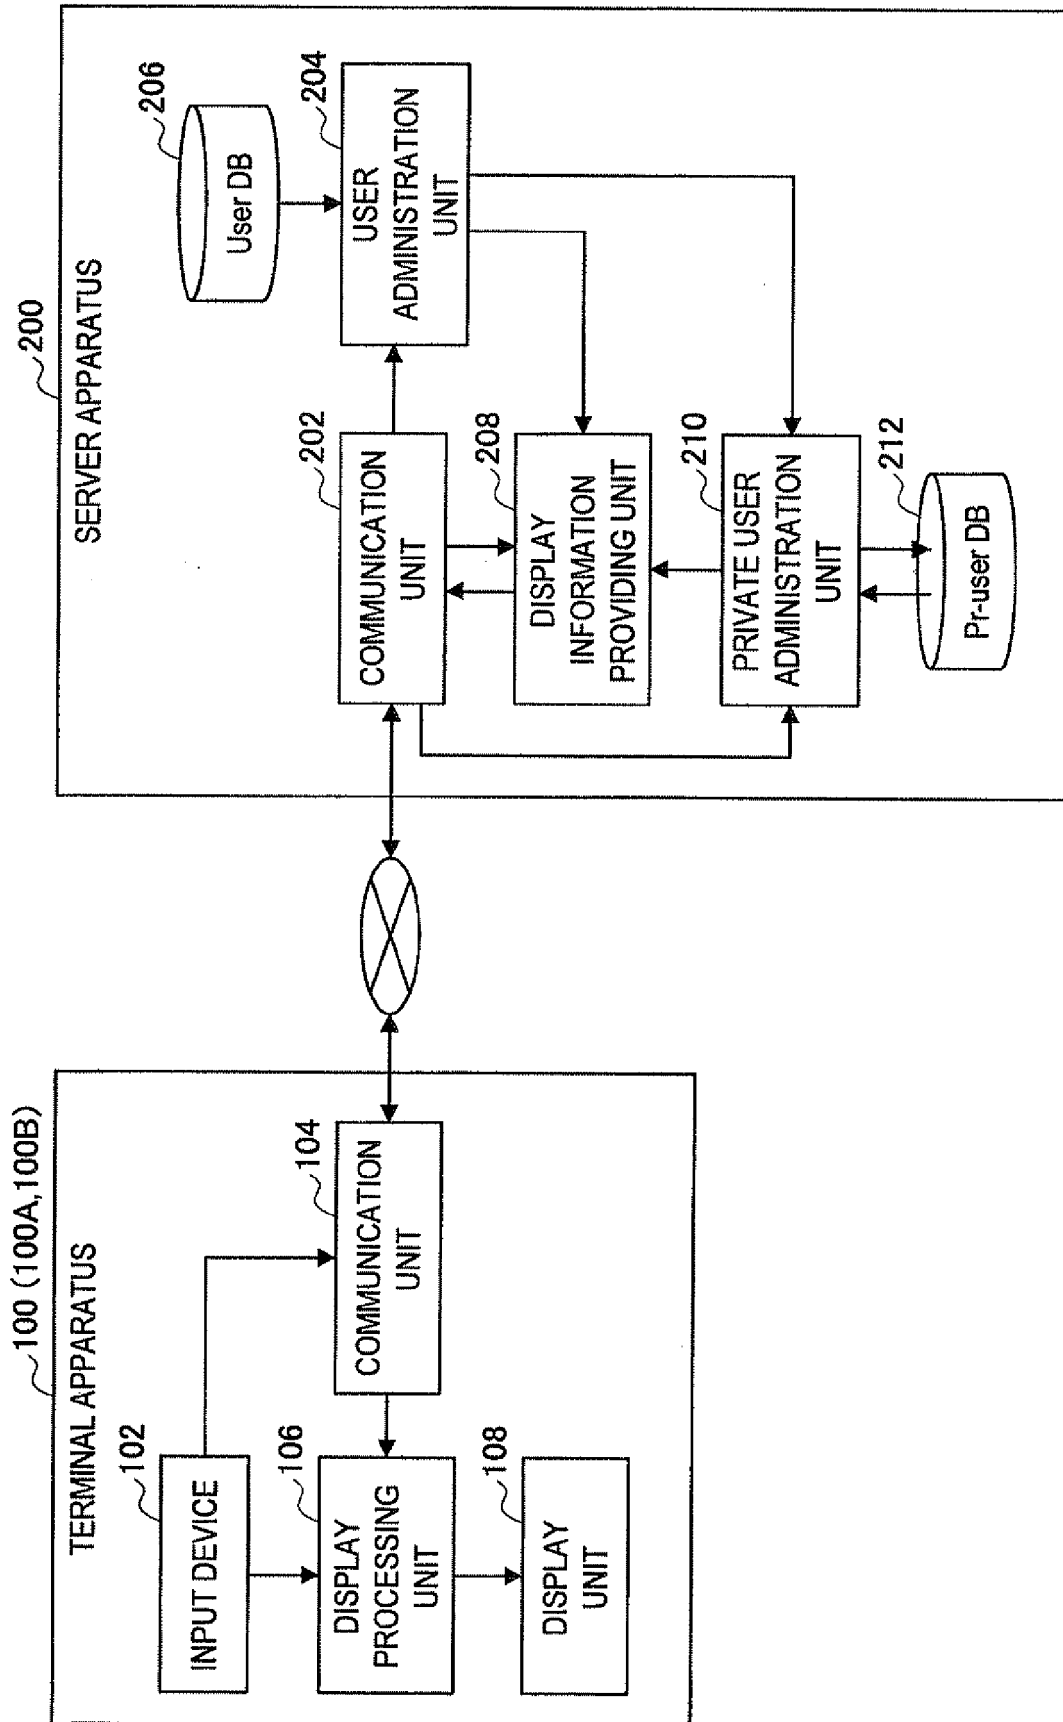 100 (100A,100B)
TERMINAL APPARATUS
102
INPUT DEVICE
104
COMMUNICATION
UNIT
106
DISPLAY
PROCESSING
UNIT
108
DISPLAY
UNIT
200
SERVER APPARATUS
206
User DB
204
USER
ADMINISTRATION
UNIT
202
COMMUNICATION
UNIT
208
DISPLAY
INFORMATION
PROVIDING UNIT
210
PRIVATE USER
ADMINISTRATION
UNIT
212
Pr-user DB